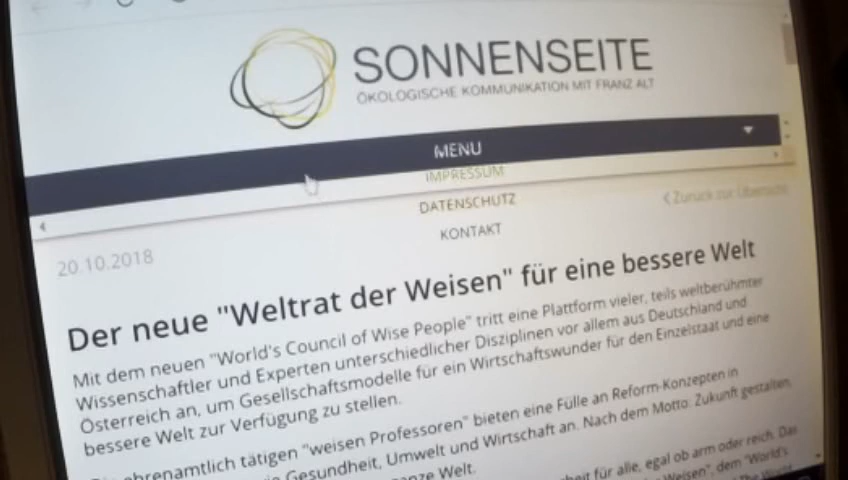 SONNENSEITE
ÖKOLOGISCHE KOMMUNIKATION MIT FRANZ ALT
MENU
IMPRESSUM
DATENSCHUTZ
KONTAKT
Zurück zur Übersicht
20.10.2018
Der neue "Weltrat der Weisen" für eine bessere Welt
Mit dem neuen "World's Council of Wise People" tritt eine Plattform vieler, teils weltberühmter
Wissenschaftler und Experten unterschiedlicher Disziplinen vor allem aus Deutschland und
Österreich an, um Gesellschaftsmodelle für ein Wirtschaftswunder für den Einzelstaat und eine
bessere Welt zur Verfügung zu stellen.
ehrenamtlich tätigen "weisen Professoren" bieten eine Fülle an Reform-Konzepten in
Gesundheit, Umwelt und Wirtschaft an. Nach dem Motto: Zukunft gestalten,
Welt.
für alle, egal ob arm oder reich. Das
Weisen", dem "World's